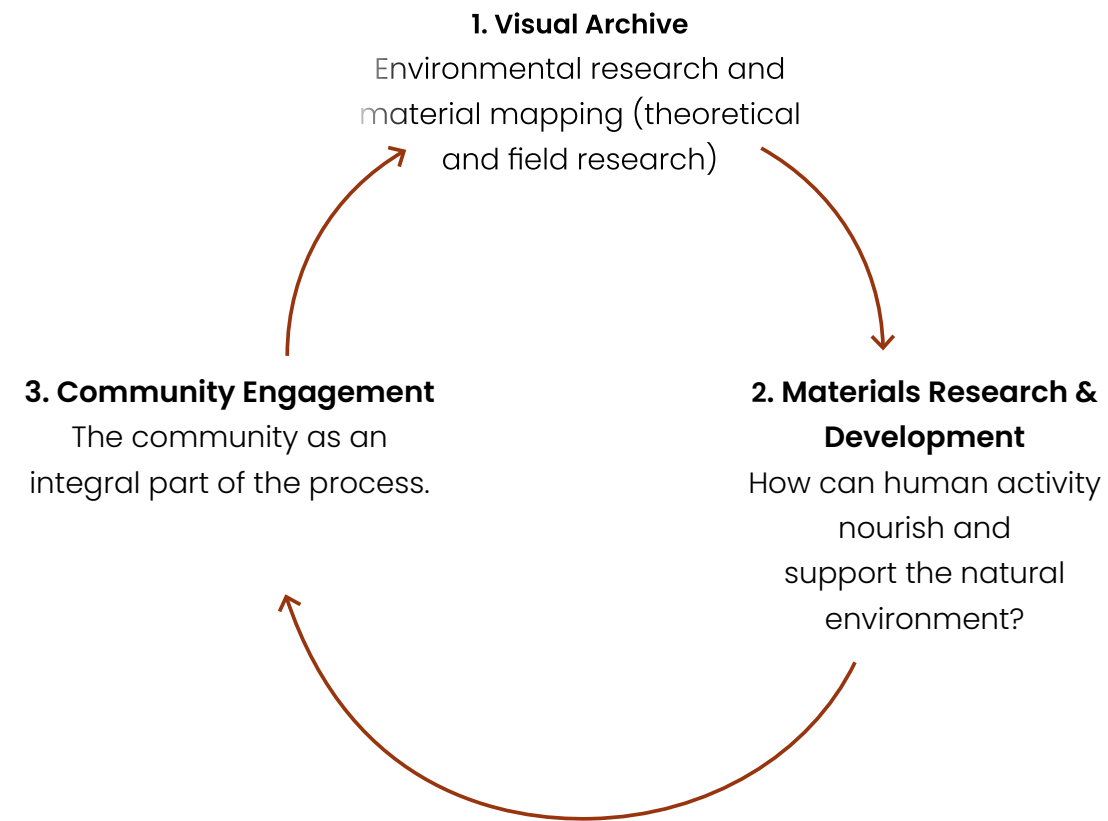 1. Visual Archive
Environmental research and
material mapping (theoretical
and field research)
2. Materials Research &
Development
How can human activity
nourish and
support the natural
environment?
3. Community Engagement
The community as an
integral part of the process.